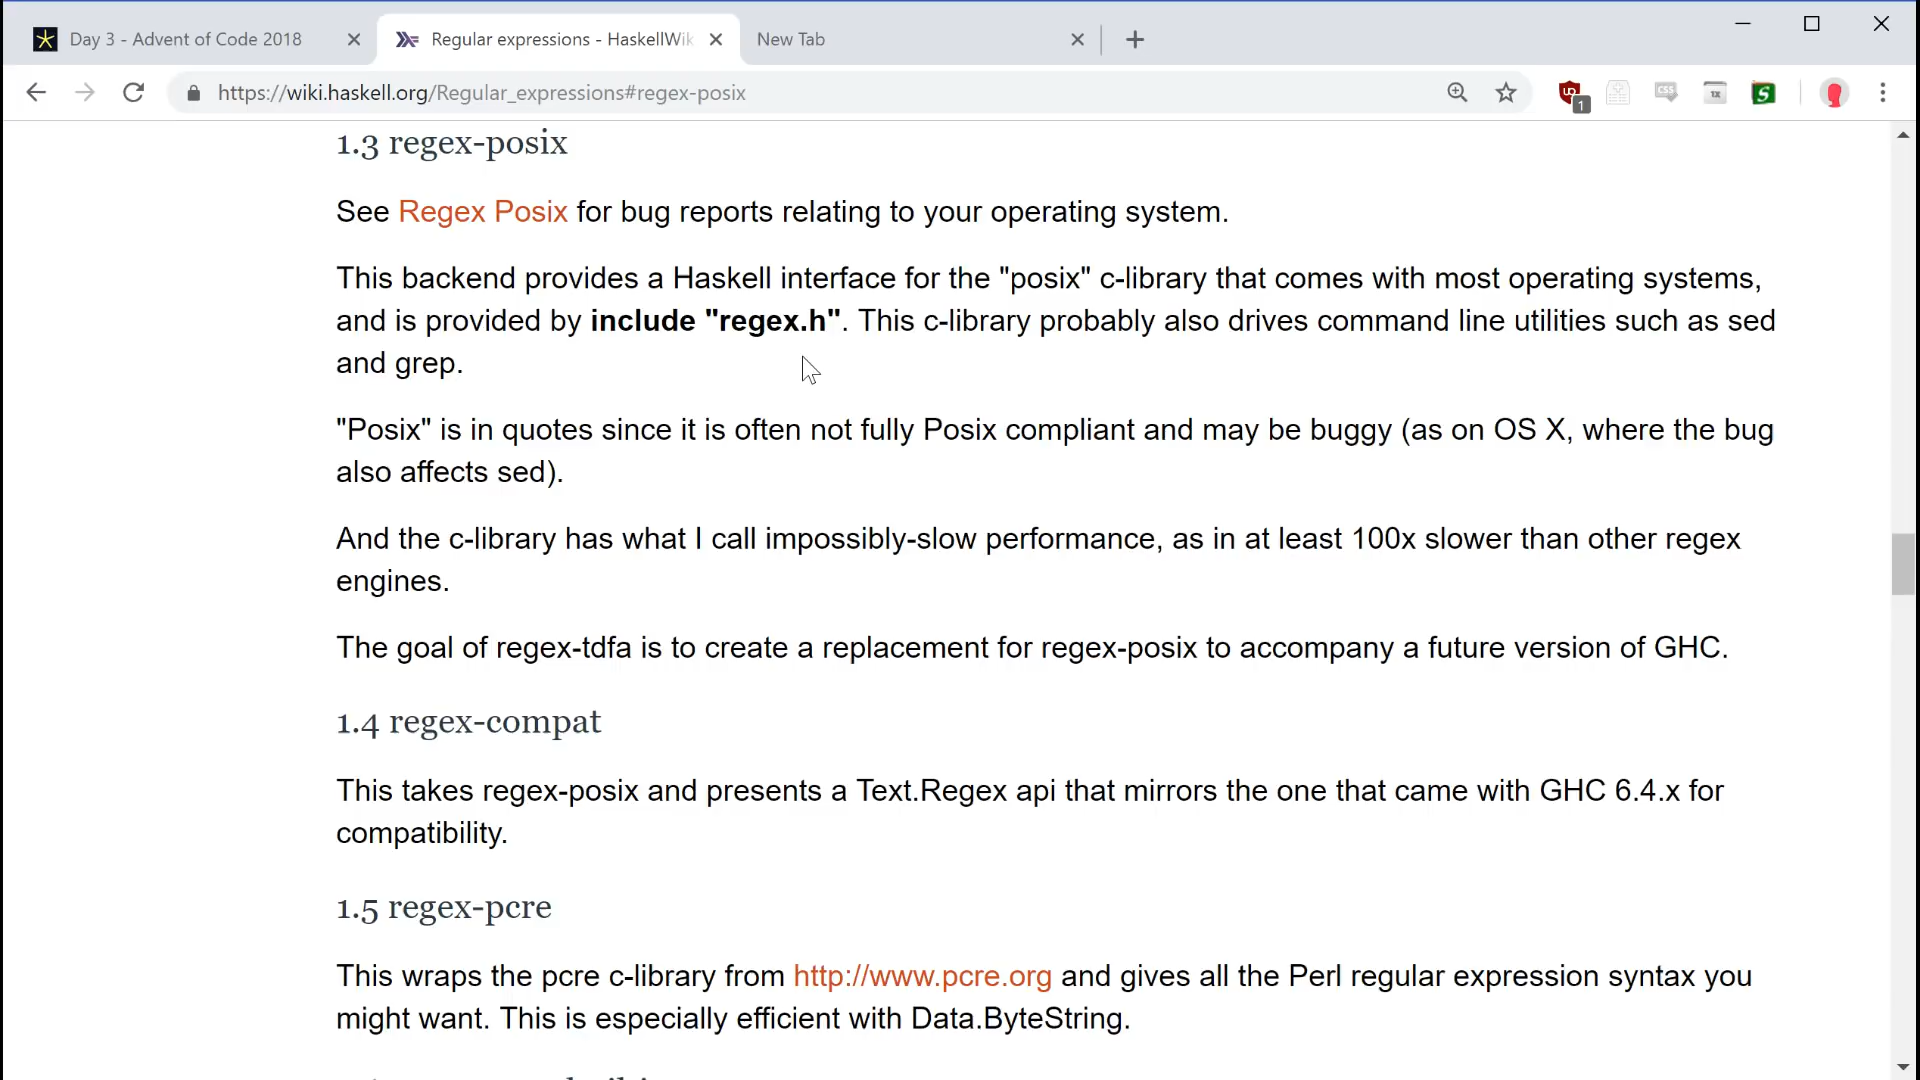 Day 3 - Advent of Code 2018
Regular expressions - HaskellWik
New Tab
https://wiki.haskell.org/Regular_expressions#regex-posix
1
CSS
1x
S
1.3 regex-posix
See Regex Posix for bug reports relating to your operating system.
This backend provides a Haskell interface for the "posix" c-library that comes with most operating systems,
and is provided by include "regex.h". This c-library probably also drives command line utilities such as sed
and grep.
"Posix" is in quotes since it is often not fully Posix compliant and may be buggy (as on OS X, where the bug
also affects sed).
And the c-library has what I call impossibly-slow performance, as in at least 100x slower than other regex
engines.
The goal of regex-tdfa is to create a replacement for regex-posix to accompany a future version of GHC.
1.4 regex-compat
This takes regex-posix and presents a Text.Regex api that mirrors the one that came with GHC 6.4.x for
compatibility.
1.5 regex-pcre
This wraps the pcre c-library from http://www.pcre.org and gives all the Perl regular expression syntax you
might want. This is especially efficient with Data.ByteString.